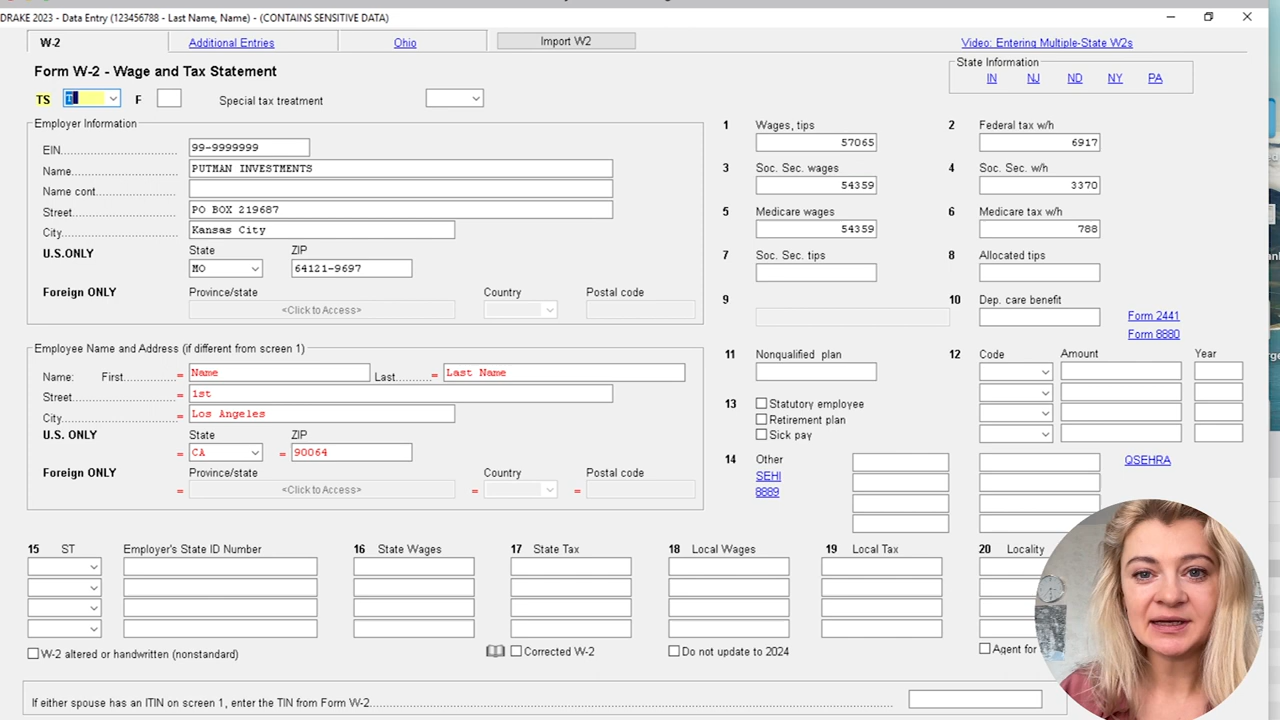 DRAKE 2023 - Data Entry (123456788 - Last Name, Name) - (CONTAINS SENSITIVE DATA)
W-2 Additional Entries Ohio Import W2 Video: Entering Multiple-State W2s
Form W-2 - Wage and Tax Statement
State Information
IN NJ ND NY PA
TS T F Special tax treatment
Employer Information
EIN 99-9999999
Name PUTMAN INVESTMENTS
Name cont
Street PO BOX 219687
City Kansas City
U.S.ONLY State ZIP
MO 64121-9697
Foreign ONLY Province/state Country Postal code
<Click to Access>
Employee Name and Address (if different from screen 1)
Name: First = Name Last = Last Name
Street = 1st
City = Los Angeles
U.S. ONLY State ZIP
= CA = 90064
Foreign ONLY Province/state Country Postal code
= <Click to Access> = =
1 Wages, tips 2 Federal tax w/h
57065 6917
3 Soc. Sec. wages 4 Soc. Sec. w/h
54359 3370
5 Medicare wages 6 Medicare tax w/h
54359 788
7 Soc. Sec. tips 8 Allocated tips
9 10 Dep. care benefit
Form 2441
Form 8880
11 Nonqualified plan 12 Code Amount Year
13 Statutory employee
Retirement plan
Sick pay
14 Other QSEHRA
SEHI
8889
15 ST Employer's State ID Number 16 State Wages 17 State Tax 18 Local Wages 19 Local Tax 20 Locality
W-2 altered or handwritten (nonstandard) Corrected W-2 Do not update to 2024 Agent for
If either spouse has an ITIN on screen 1, enter the TIN from Form W-2